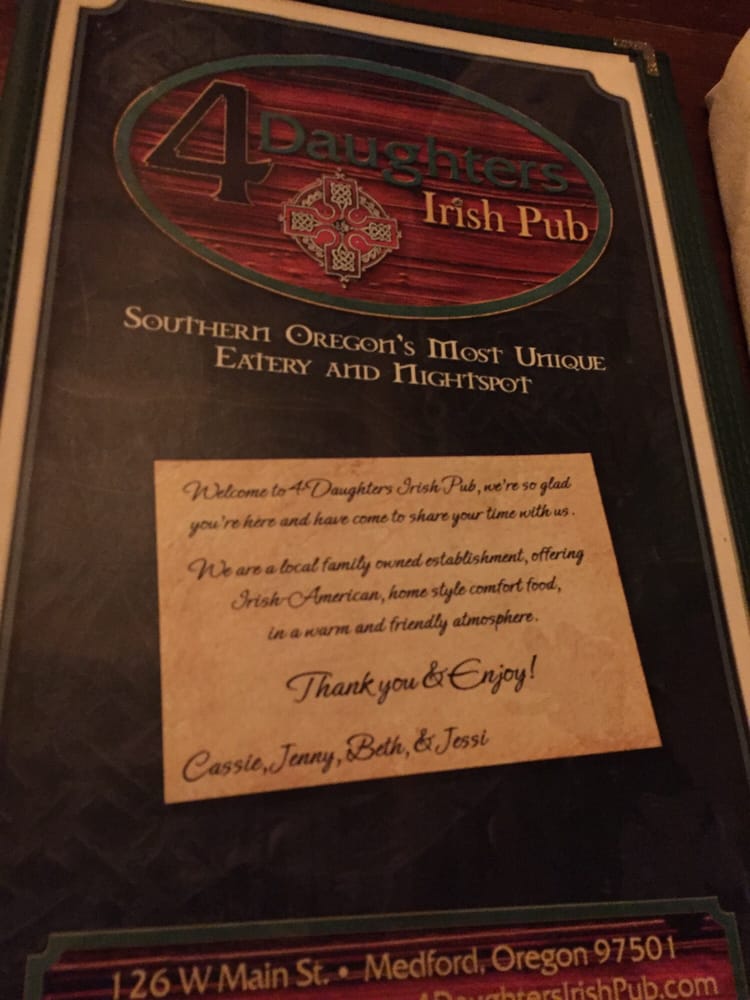 4 Daughters
Irish Pub
Southern Oregon's Most Unique
Eatery and Nightspot
Welcome to 4 Daughters Irish Pub, we're so glad
you're here and have come to share your time with us.
We are a local family owned establishment, offering
Irish-American, home style comfort food,
in a warm and friendly atmosphere.
Thank you & Enjoy!
Cassie, Jenny, Beth, & Jessi
126 W Main St. • Medford, Oregon 97501
4DaughtersIrishPub.com